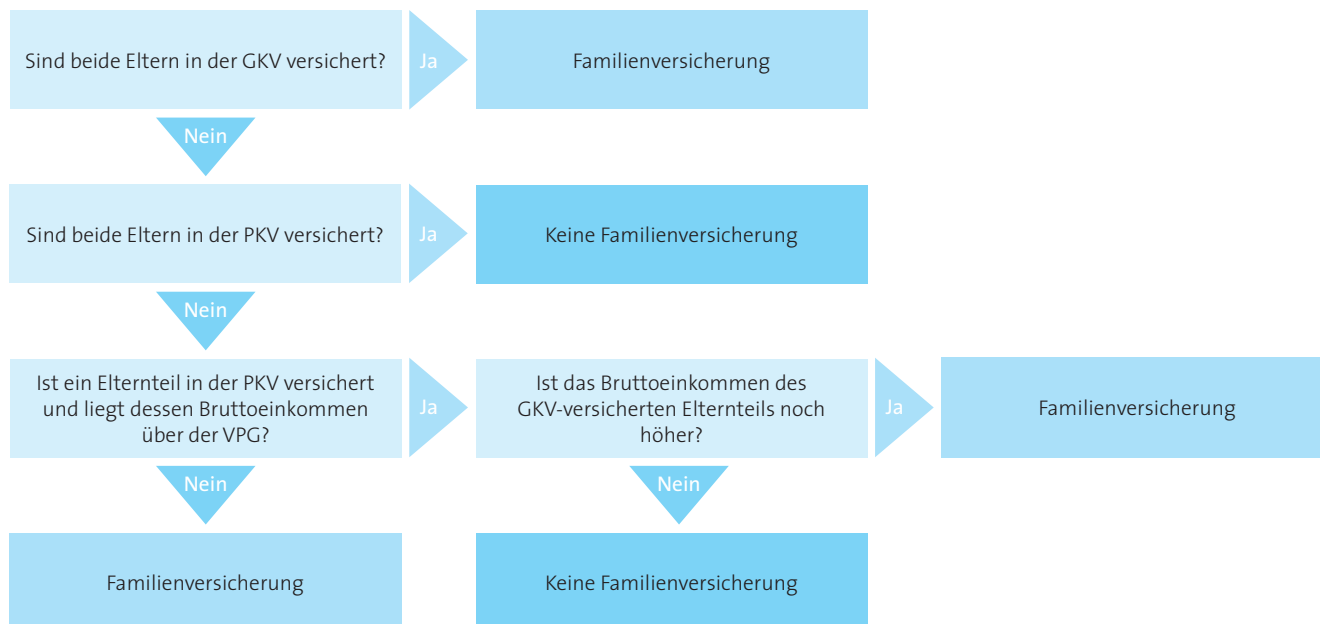 Sind beide Eltern in der GKV versichert?
Ja
Familienversicherung
Nein
Sind beide Eltern in der PKV versichert?
Ja
Keine Familienversicherung
Nein
Ist ein Elternteil in der PKV versichert
und liegt dessen Bruttoeinkommen
über der VPG?
Ja
Ist das Bruttoeinkommen des
GKV-versicherten Elternteils noch
höher?
Ja
Familienversicherung
Nein
Nein
Familienversicherung
Keine Familienversicherung